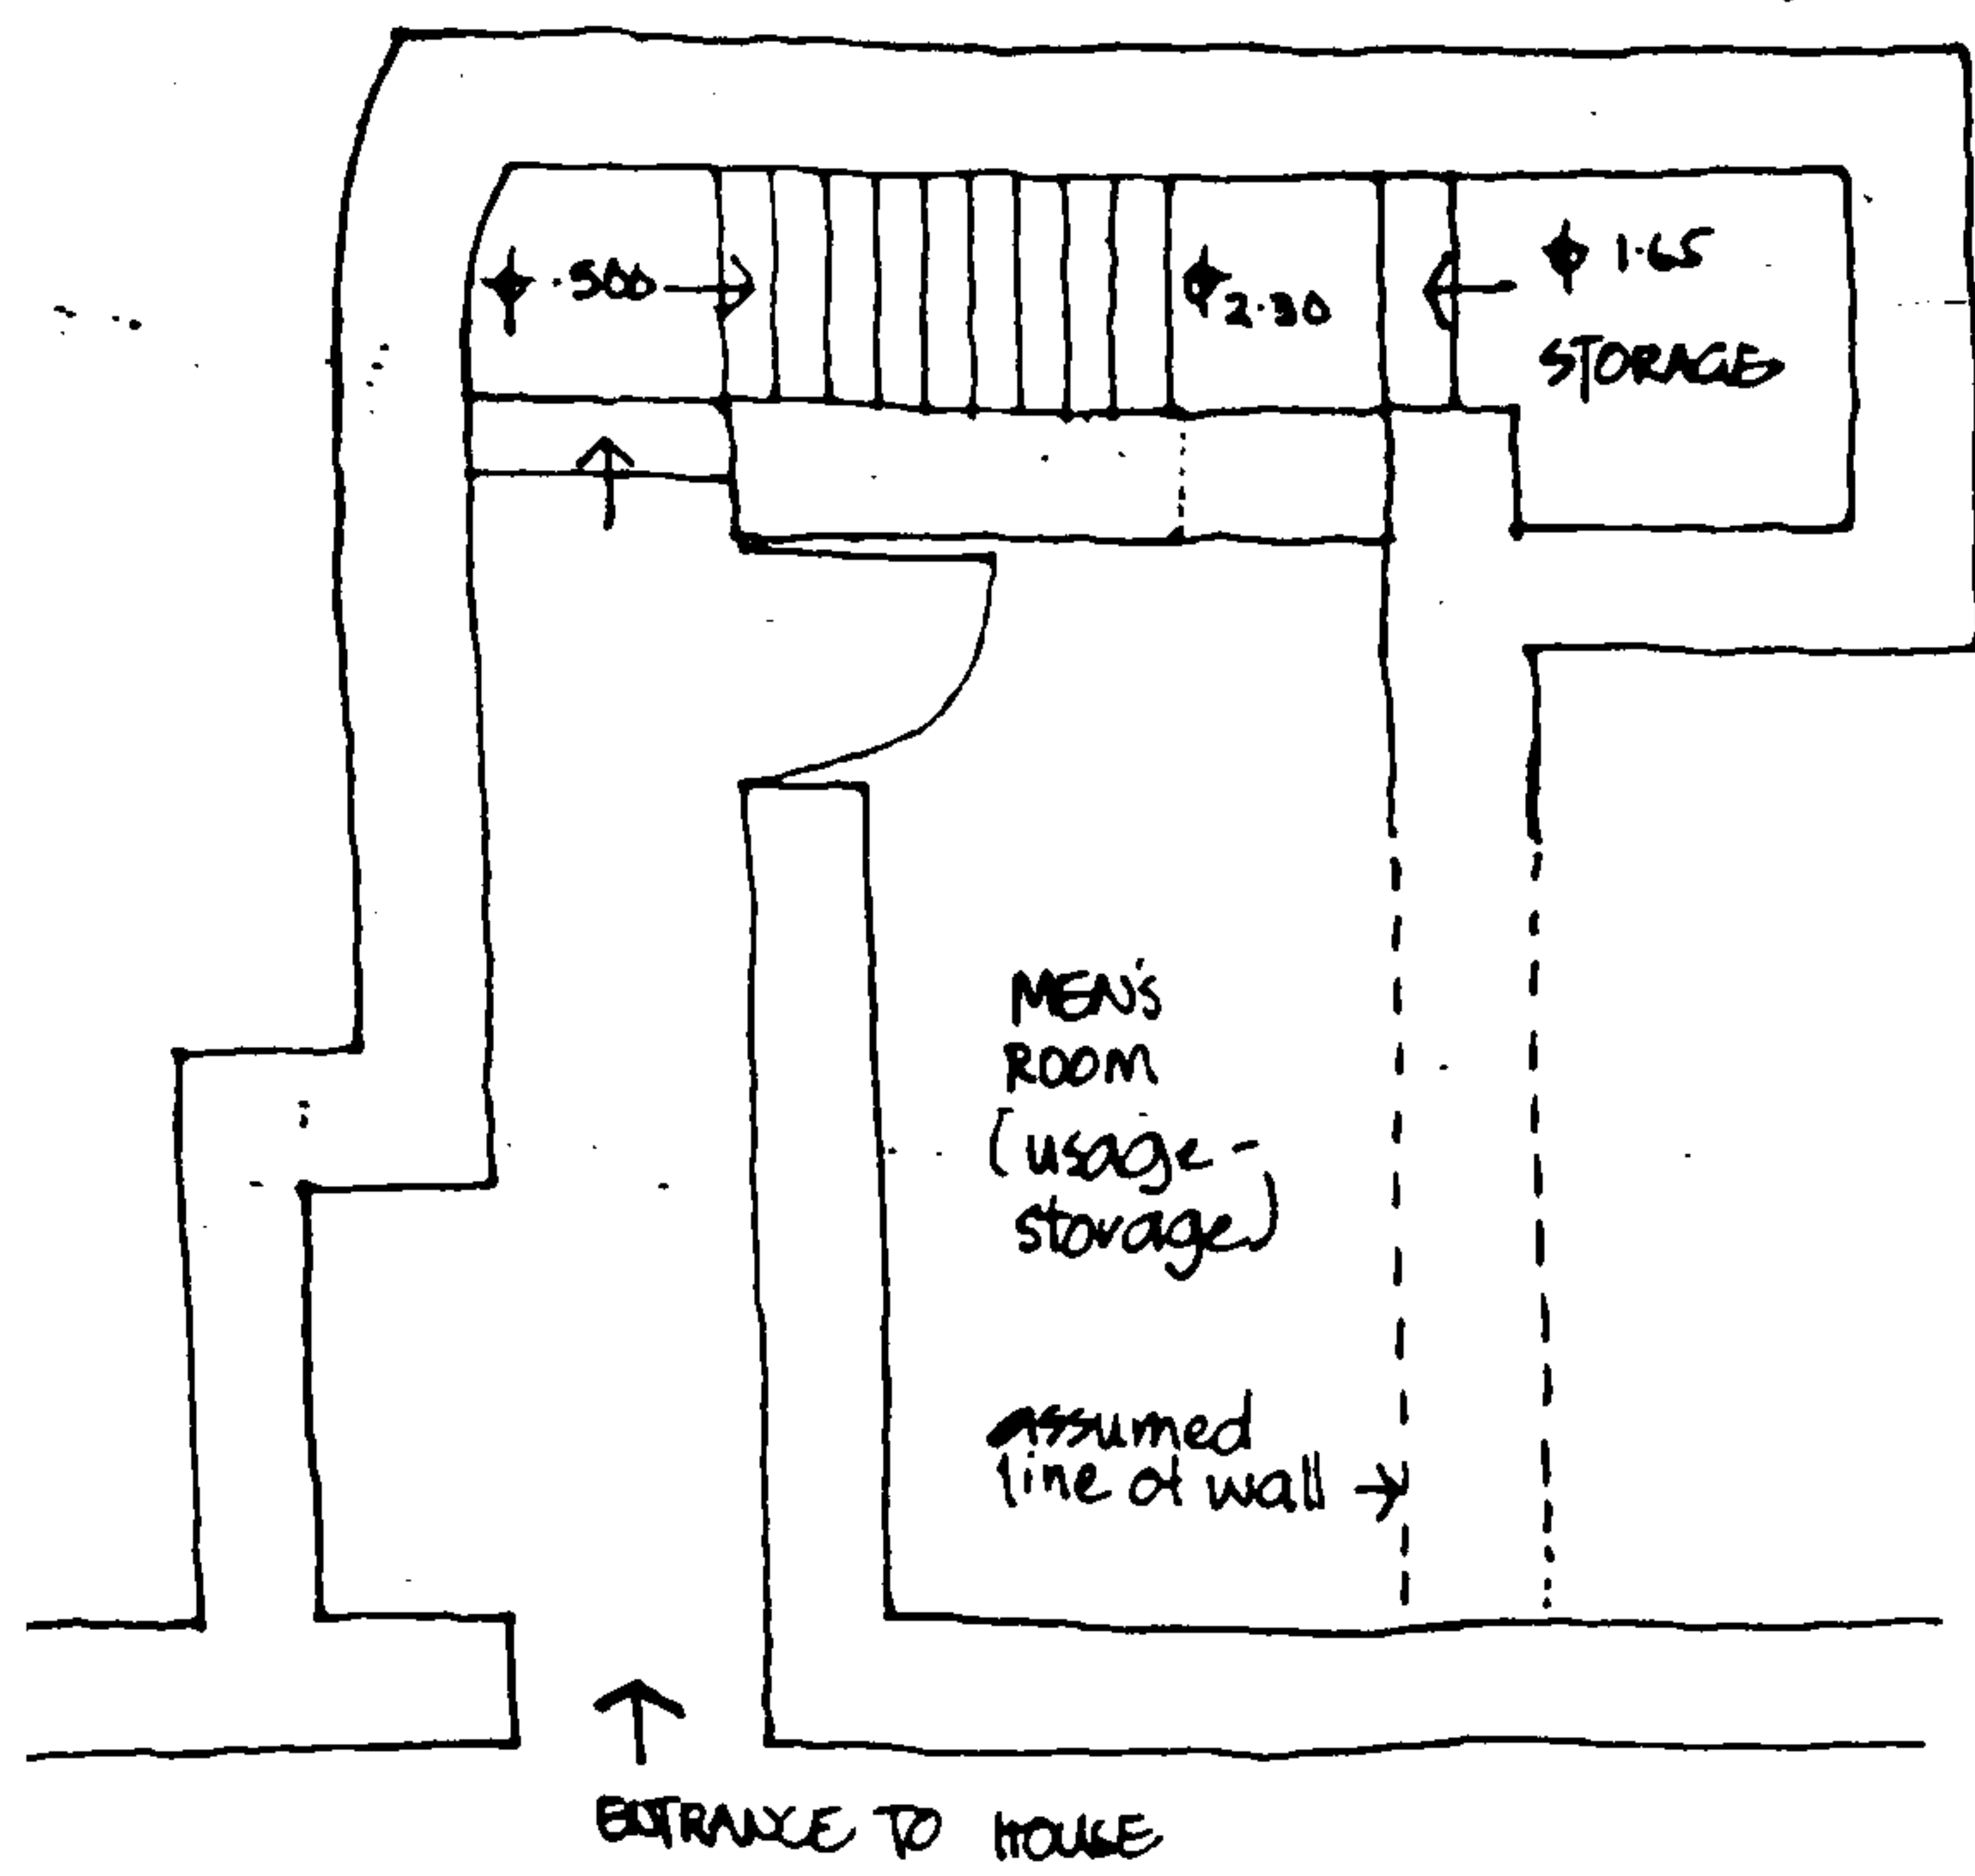 .500
2.30
1.65
STORAGE
MEN'S
ROOM
(usage-
storage)
assumed
line of wall
ENTRANCE TO HOUSE